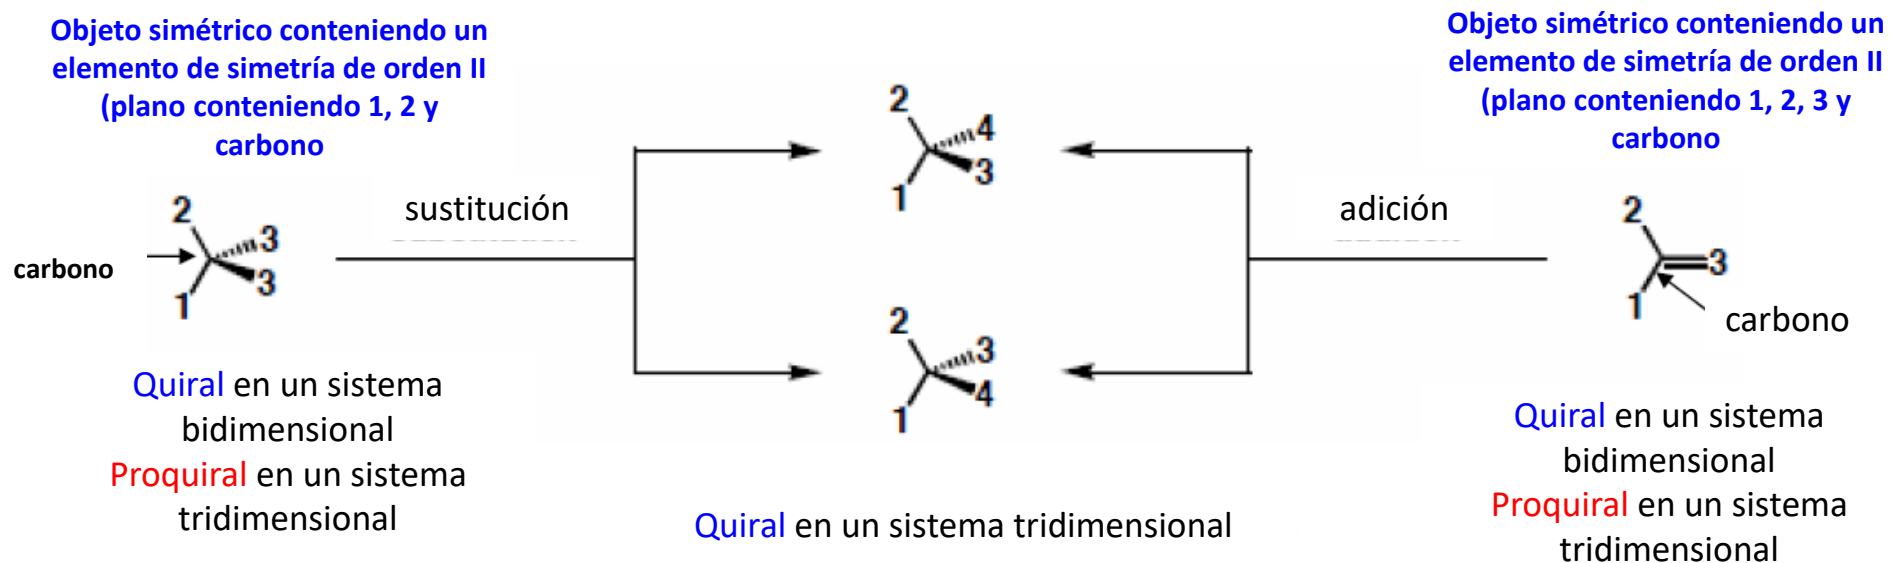 Objeto simétrico conteniendo un
elemento de simetría de orden II
(plano conteniendo 1, 2 y
carbono
2
3
3
1
carbono
sustitución
Quiral en un sistema
bidimensional
Proquiral en un sistema
tridimensional
2
4
3
1
2
3
4
1
Quiral en un sistema tridimensional
Objeto simétrico conteniendo un
elemento de simetría de orden II
(plano conteniendo 1, 2, 3 y
carbono
adición
2
3
1
carbono
Quiral en un sistema
bidimensional
Proquiral en un sistema
tridimensional